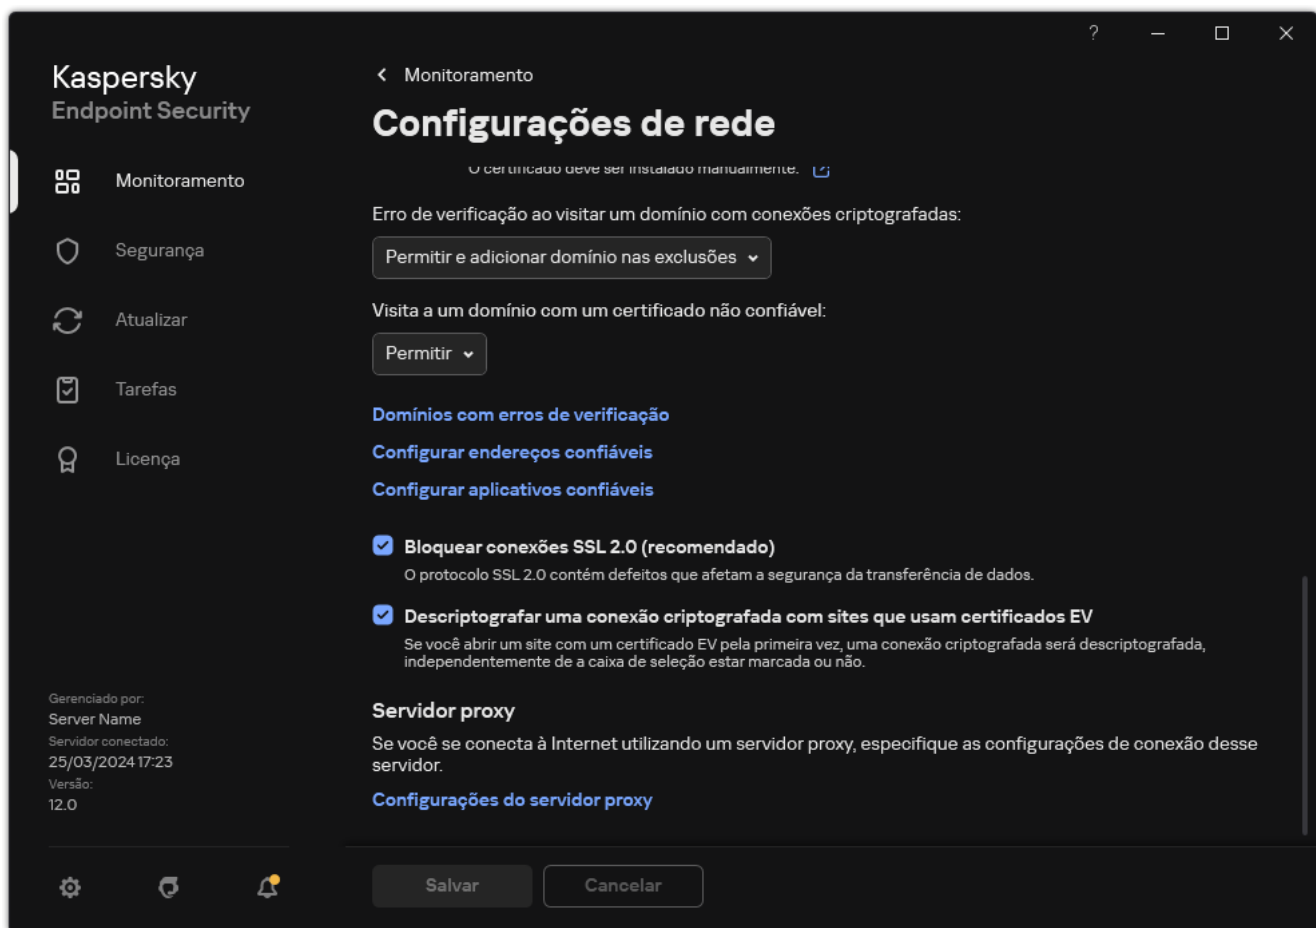 ?
Kaspersky
Endpoint Security
Monitoramento
Segurança
Atualizar
Tarefas
Licença
Gerenciado por:
Server Name
Servidor conectado:
25/03/2024 17:23
Versão:
12.0
Monitoramento
Configurações de rede
O certificado deve ser instalado manualmente.
Erro de verificação ao visitar um domínio com conexões criptografadas:
Permitir e adicionar domínio nas exclusões
Visita a um domínio com um certificado não confiável:
Permitir
Domínios com erros de verificação
Configurar endereços confiáveis
Configurar aplicativos confiáveis
Bloquear conexões SSL 2.0 (recomendado)
O protocolo SSL 2.0 contém defeitos que afetam a segurança da transferência de dados.
Descriptografar uma conexão criptografada com sites que usam certificados EV
Se você abrir um site com um certificado EV pela primeira vez, uma conexão criptografada será descriptografada,
independentemente de a caixa de seleção estar marcada ou não.
Servidor proxy
Se você se conecta à Internet utilizando um servidor proxy, especifique as configurações de conexão desse
servidor.
Configurações do servidor proxy
Salvar
Cancelar